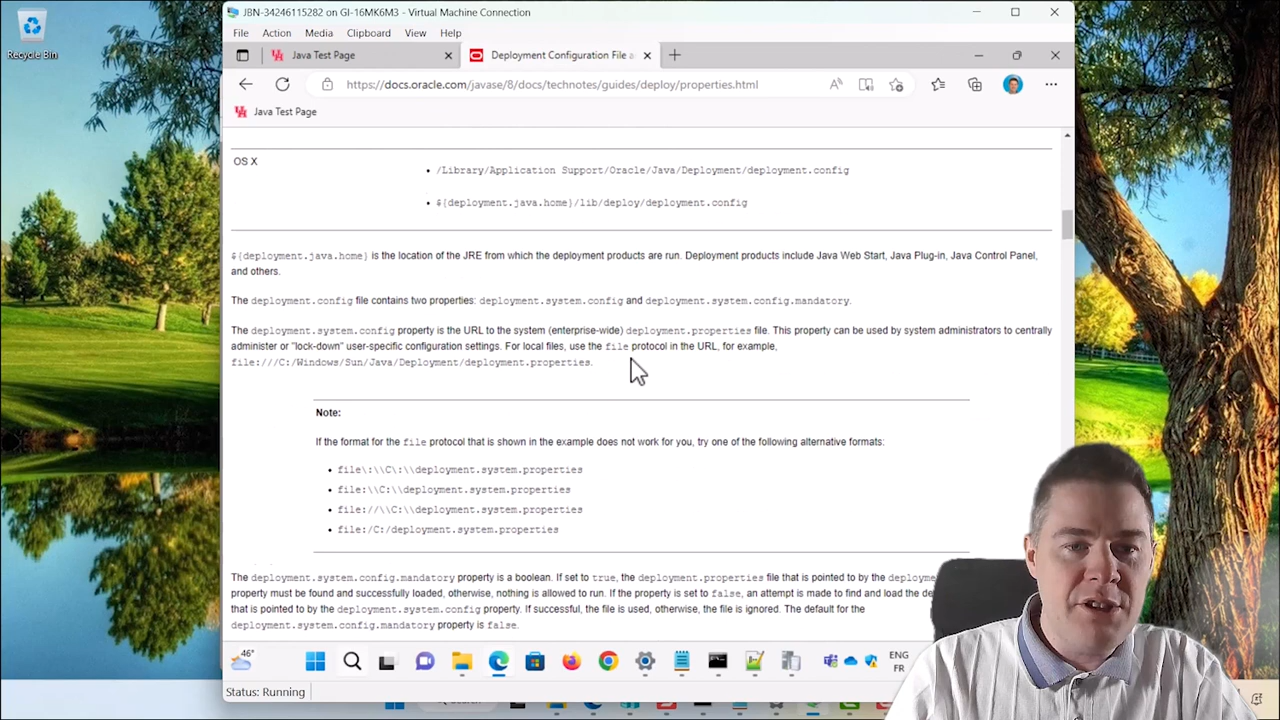 JBN-34246115282 on GI-16MK6M3 - Virtual Machine Connection
Recycle Bin
File Action Media Clipboard View Help
Java Test Page
Deployment Configuration File a
https://docs.oracle.com/javase/8/docs/technotes/guides/deploy/properties.html
Java Test Page
OS X
• /Library/Application Support/Oracle/Java/Deployment/deployment.config
• ${deployment.java.home}/lib/deploy/deployment.config
${deployment.java.home} is the location of the JRE from which the deployment products are run. Deployment products include Java Web Start, Java Plug-in, Java Control Panel,
and others.
The deployment.config file contains two properties: deployment.system.config and deployment.system.config.mandatory.
The deployment.system.config property is the URL to the system (enterprise-wide) deployment.properties file. This property can be used by system administrators to centrally
administer or "lock-down" user-specific configuration settings. For local files, use the file protocol in the URL, for example,
file:///C:/Windows/Sun/Java/Deployment/deployment.properties.
Note:
If the format for the file protocol that is shown in the example does not work for you, try one of the following alternative formats:
• file\:\\C\:\\deployment.system.properties
• file:\\C:\\deployment.system.properties
• file://\\C:\\deployment.system.properties
• file:/C:/deployment.system.properties
The deployment.system.config.mandatory property is a boolean. If set to true, the deployment.properties file that is pointed to by the deployme
property must be found and successfully loaded, otherwise, nothing is allowed to run. If the property is set to false, an attempt is made to find and load the de
that is pointed to by the deployment.system.config property. If successful, the file is used, otherwise, the file is ignored. The default for the
deployment.system.config.mandatory property is false.
46°
ENG
FR
Status: Running